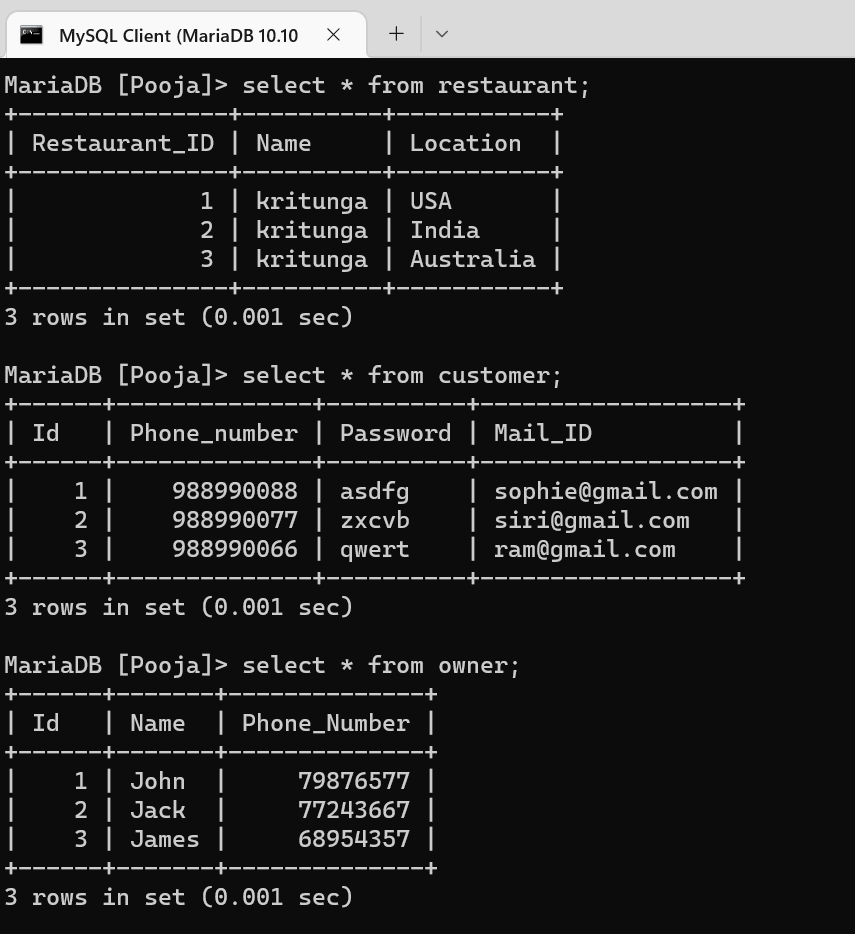 MySQL Client (MariaDB 10.10
MariaDB [Pooja]> select * from restaurant;
+---------------+----------+-----------+
| Restaurant_ID | Name     | Location  |
+---------------+----------+-----------+
|             1 | kritunga | USA       |
|             2 | kritunga | India     |
|             3 | kritunga | Australia |
+---------------+----------+-----------+
3 rows in set (0.001 sec)
MariaDB [Pooja]> select * from customer;
+------+--------------+----------+------------------+
| Id   | Phone_number | Password | Mail_ID          |
+------+--------------+----------+------------------+
|    1 |    988990088 | asdfg    | sophie@gmail.com |
|    2 |    988990077 | zxcvb    | siri@gmail.com   |
|    3 |    988990066 | qwert    | ram@gmail.com    |
+------+--------------+----------+------------------+
3 rows in set (0.001 sec)
MariaDB [Pooja]> select * from owner;
+------+-------+--------------+
| Id   | Name  | Phone_Number |
+------+-------+--------------+
|    1 | John  |     79876577 |
|    2 | Jack  |     77243667 |
|    3 | James |     68954357 |
+------+-------+--------------+
3 rows in set (0.001 sec)